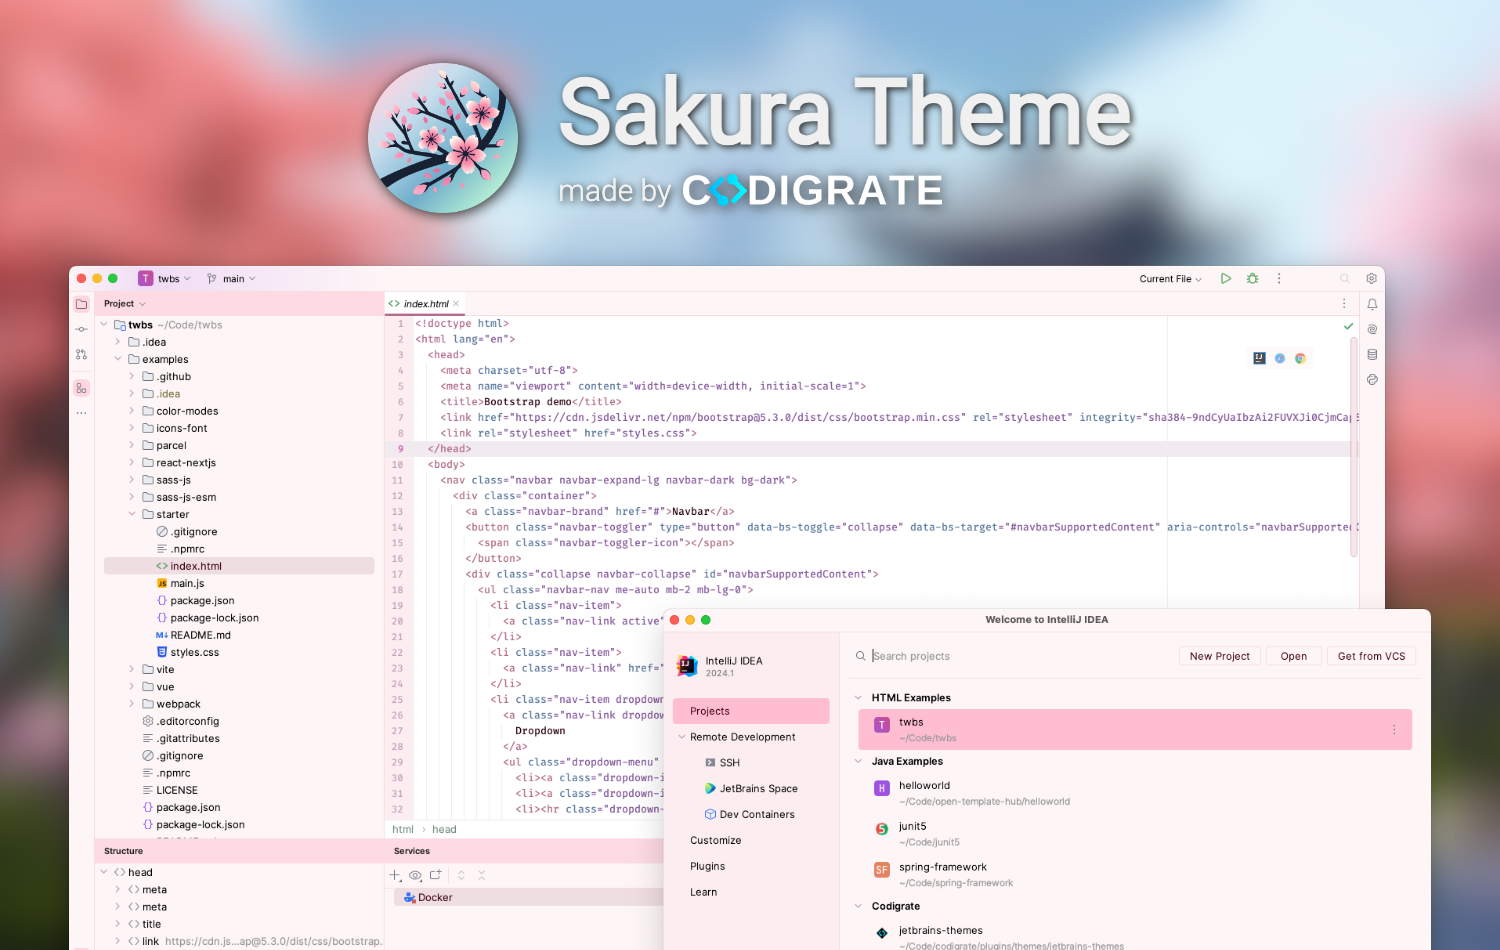 Sakura Theme
made by CODIGRATE
T twbs main Current File
Project
twbs ~/Code/twbs
.idea
examples
.github
.idea
color-modes
icons-font
parcel
react-nextjs
sass-js
sass-js-esm
starter
.gitignore
.npmrc
index.html
main.js
package.json
package-lock.json
README.md
styles.css
vite
vue
webpack
.editorconfig
.gitattributes
.gitignore
.npmrc
LICENSE
package.json
package-lock.json
Structure
head
meta
meta
title
link https://cdn.js...ap@5.3.0/dist/css/bootstrap.
index.html
1 <!doctype html>
2 <html lang="en">
3 <head>
4 <meta charset="utf-8">
5 <meta name="viewport" content="width=device-width, initial-scale=1">
6 <title>Bootstrap demo</title>
7 <link href="https://cdn.jsdelivr.net/npm/bootstrap@5.3.0/dist/css/bootstrap.min.css" rel="stylesheet" integrity="sha384-9ndCyUaIbzAi2FUVXJi0CjmCap
8 <link rel="stylesheet" href="styles.css">
9 </head>
10 <body>
11 <nav class="navbar navbar-expand-lg navbar-dark bg-dark">
12 <div class="container">
13 <a class="navbar-brand" href="#">Navbar</a>
14 <button class="navbar-toggler" type="button" data-bs-toggle="collapse" data-bs-target="#navbarSupportedContent" aria-controls="navbarSupported
15 <span class="navbar-toggler-icon"></span>
16 </button>
17 <div class="collapse navbar-collapse" id="navbarSupportedContent">
18 <ul class="navbar-nav me-auto mb-2 mb-lg-0">
19 <li class="nav-item">
20 <a class="nav-link active"
21 </li>
22 <li class="nav-item">
23 <a class="nav-link" href="
24 </li>
25 <li class="nav-item dropdown
26 <a class="nav-link dropdow
27 Dropdown
28 </a>
29 <ul class="dropdown-menu"
30 <li><a class="dropdown-i
31 <li><a class="dropdown-i
32 <li><hr class="dropdown-
html › head
Services
Docker
Welcome to IntelliJ IDEA
IntelliJ IDEA
2024.1
Projects
Remote Development
SSH
JetBrains Space
Dev Containers
Customize
Plugins
Learn
Search projects New Project Open Get from VCS
HTML Examples
T twbs
~/Code/twbs
Java Examples
H helloworld
~/Code/open-template-hub/helloworld
junit5
~/Code/junit5
SF spring-framework
~/Code/spring-framework
Codigrate
jetbrains-themes
~/Code/codigrate/plugins/themes/jetbrains-themes